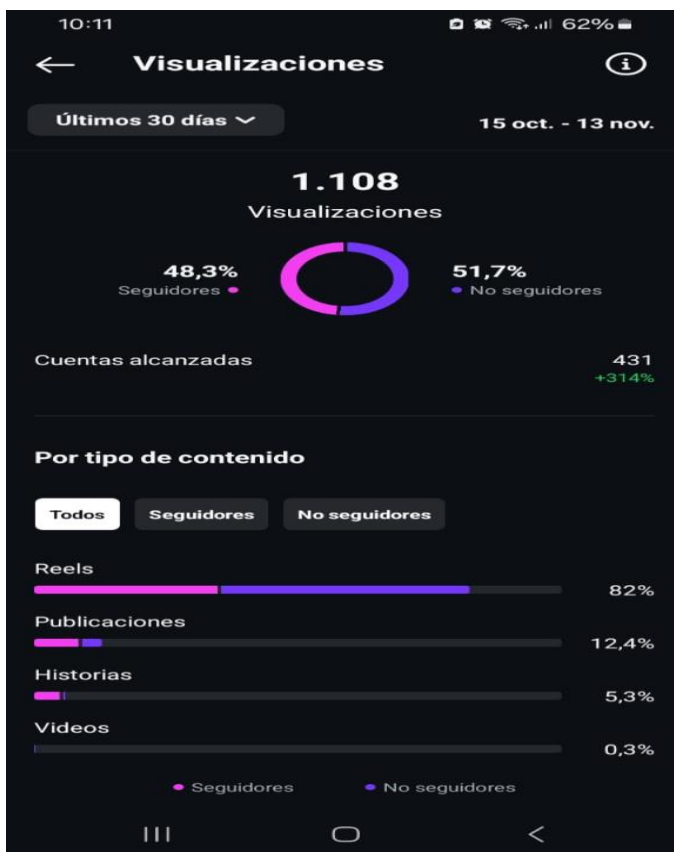 10:11 62%
Visualizaciones
Últimos 30 días 15 oct. - 13 nov.
1.108
Visualizaciones
48,3% 51,7%
Seguidores No seguidores
Cuentas alcanzadas 431
+314%
Por tipo de contenido
Todos Seguidores No seguidores
Reels
82%
Publicaciones
12,4%
Historias
5,3%
Videos
0,3%
Seguidores No seguidores